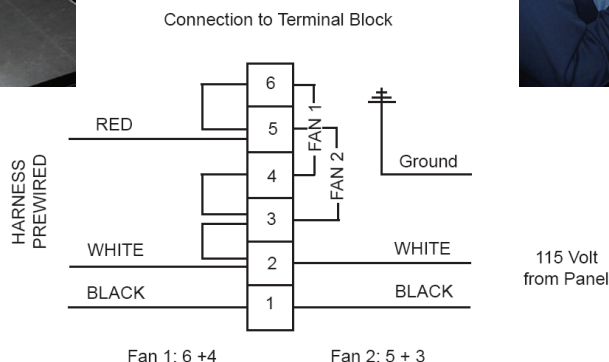 Connection to Terminal Block
6
5
4
3
2
1
FAN 1
FAN 2
RED
WHITE
BLACK
HARNESS
PREWIRED
Ground
WHITE
BLACK
115 Volt
from Panel
Fan 1: 6 +4
Fan 2: 5 + 3